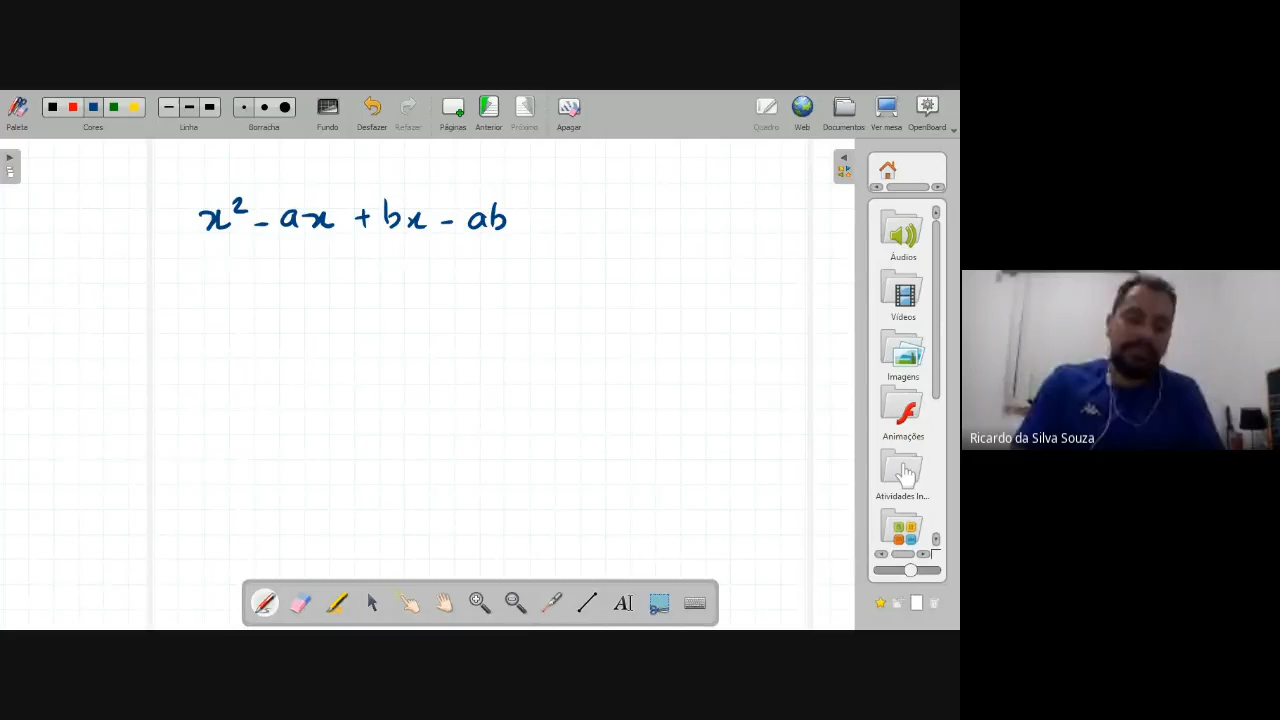 Paleta Cores Linha Borracha Fundo Desfazer Refazer Páginas Anterior Próximo Apagar Quadro Web Documentos Ver mesa OpenBoard
x² - ax + bx - ab
Áudios
Vídeos
Imagens
Animações
Atividades In...
Ricardo da Silva Souza
AI